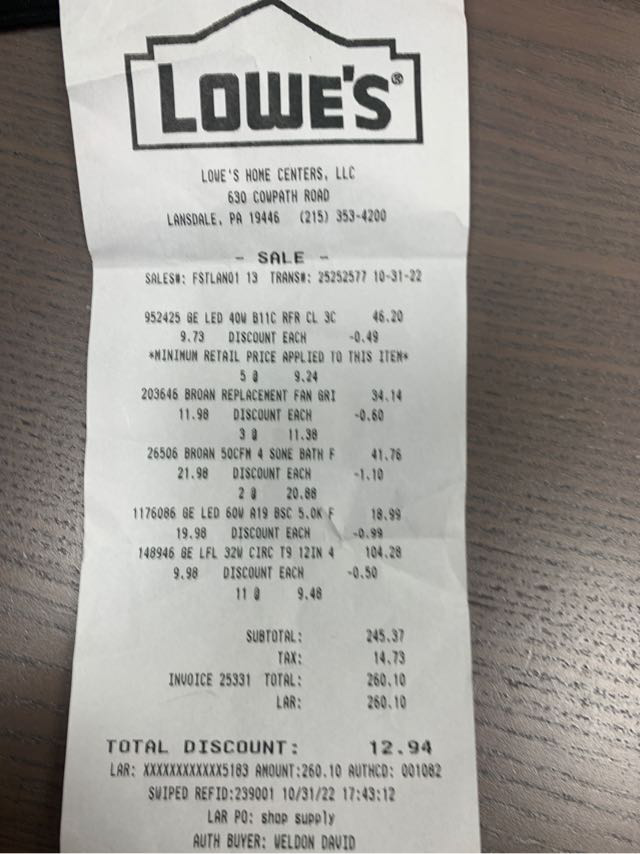 LOWE'S®
LOWE'S HOME CENTERS, LLC
630 COWPATH ROAD
LANSDALE, PA 19446 (215) 353-4200
- SALE -
SALES#: FSTLAN01 13 TRANS#: 25252577 10-31-22
952425 GE LED 40W B11C RFR CL 3C 46.20
9.73 DISCOUNT EACH -0.49
*MINIMUM RETAIL PRICE APPLIED TO THIS ITEM*
5 @ 9.24
203646 BROAN REPLACEMENT FAN GRI 34.14
11.98 DISCOUNT EACH -0.60
3 @ 11.38
26506 BROAN 50CFM 4 SONE BATH F 41.76
21.98 DISCOUNT EACH -1.10
2 @ 20.88
1176086 GE LED 60W A19 BSC 5.0K F 18.99
19.98 DISCOUNT EACH -0.99
148946 GE LFL 32W CIRC T9 12IN 4 104.28
9.98 DISCOUNT EACH -0.50
11 @ 9.48
SUBTOTAL: 245.37
TAX: 14.73
INVOICE 25331 TOTAL: 260.10
LAR: 260.10
TOTAL DISCOUNT: 12.94
LAR: XXXXXXXXXXXX5183 AMOUNT:260.10 AUTHCD: 001082
SWIPED REFID:239001 10/31/22 17:43:12
LAR PO: shop supply
AUTH BUYER: WELDON DAVID